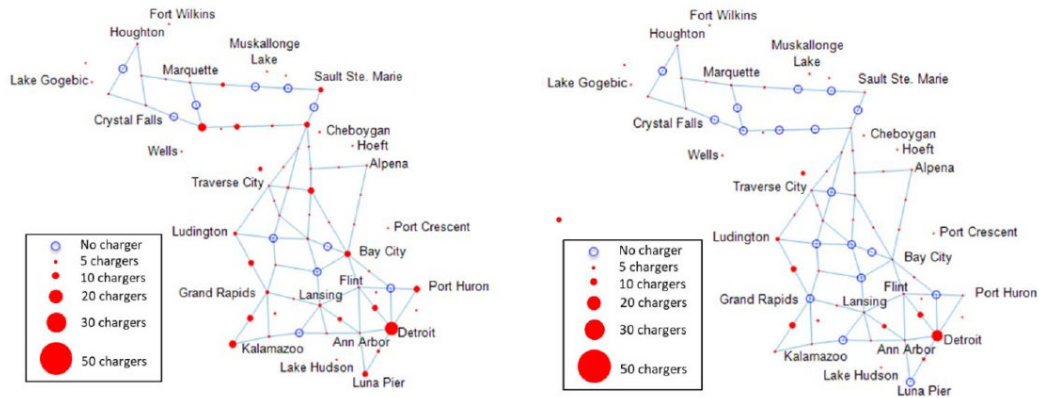 Fort Wilkins
Houghton
Muskallonge
Lake
Lake Gogebic
Marquette
Sault Ste. Marie
Crystal Falls
Cheboygan
Hoeft
Wells
Alpena
Traverse City
Ludington
Port Crescent
Bay City
Flint
Grand Rapids
Lansing
Port Huron
Detroit
Ann Arbor
Kalamazoo
Lake Hudson
Luna Pier
No charger
5 chargers
10 chargers
20 chargers
30 chargers
50 chargers
Fort Wilkins
Houghton
Muskallonge
Lake
Lake Gogebic
Marquette
Sault Ste. Marie
Crystal Falls
Cheboygan
Hoeft
Wells
Alpena
Traverse City
Ludington
Port Crescent
Bay City
Flint
Grand Rapids
Lansing
Port Huron
Detroit
Ann Arbor
Kalamazoo
Lake Hudson
Luna Pier
No charger
5 chargers
10 chargers
20 chargers
30 chargers
50 chargers